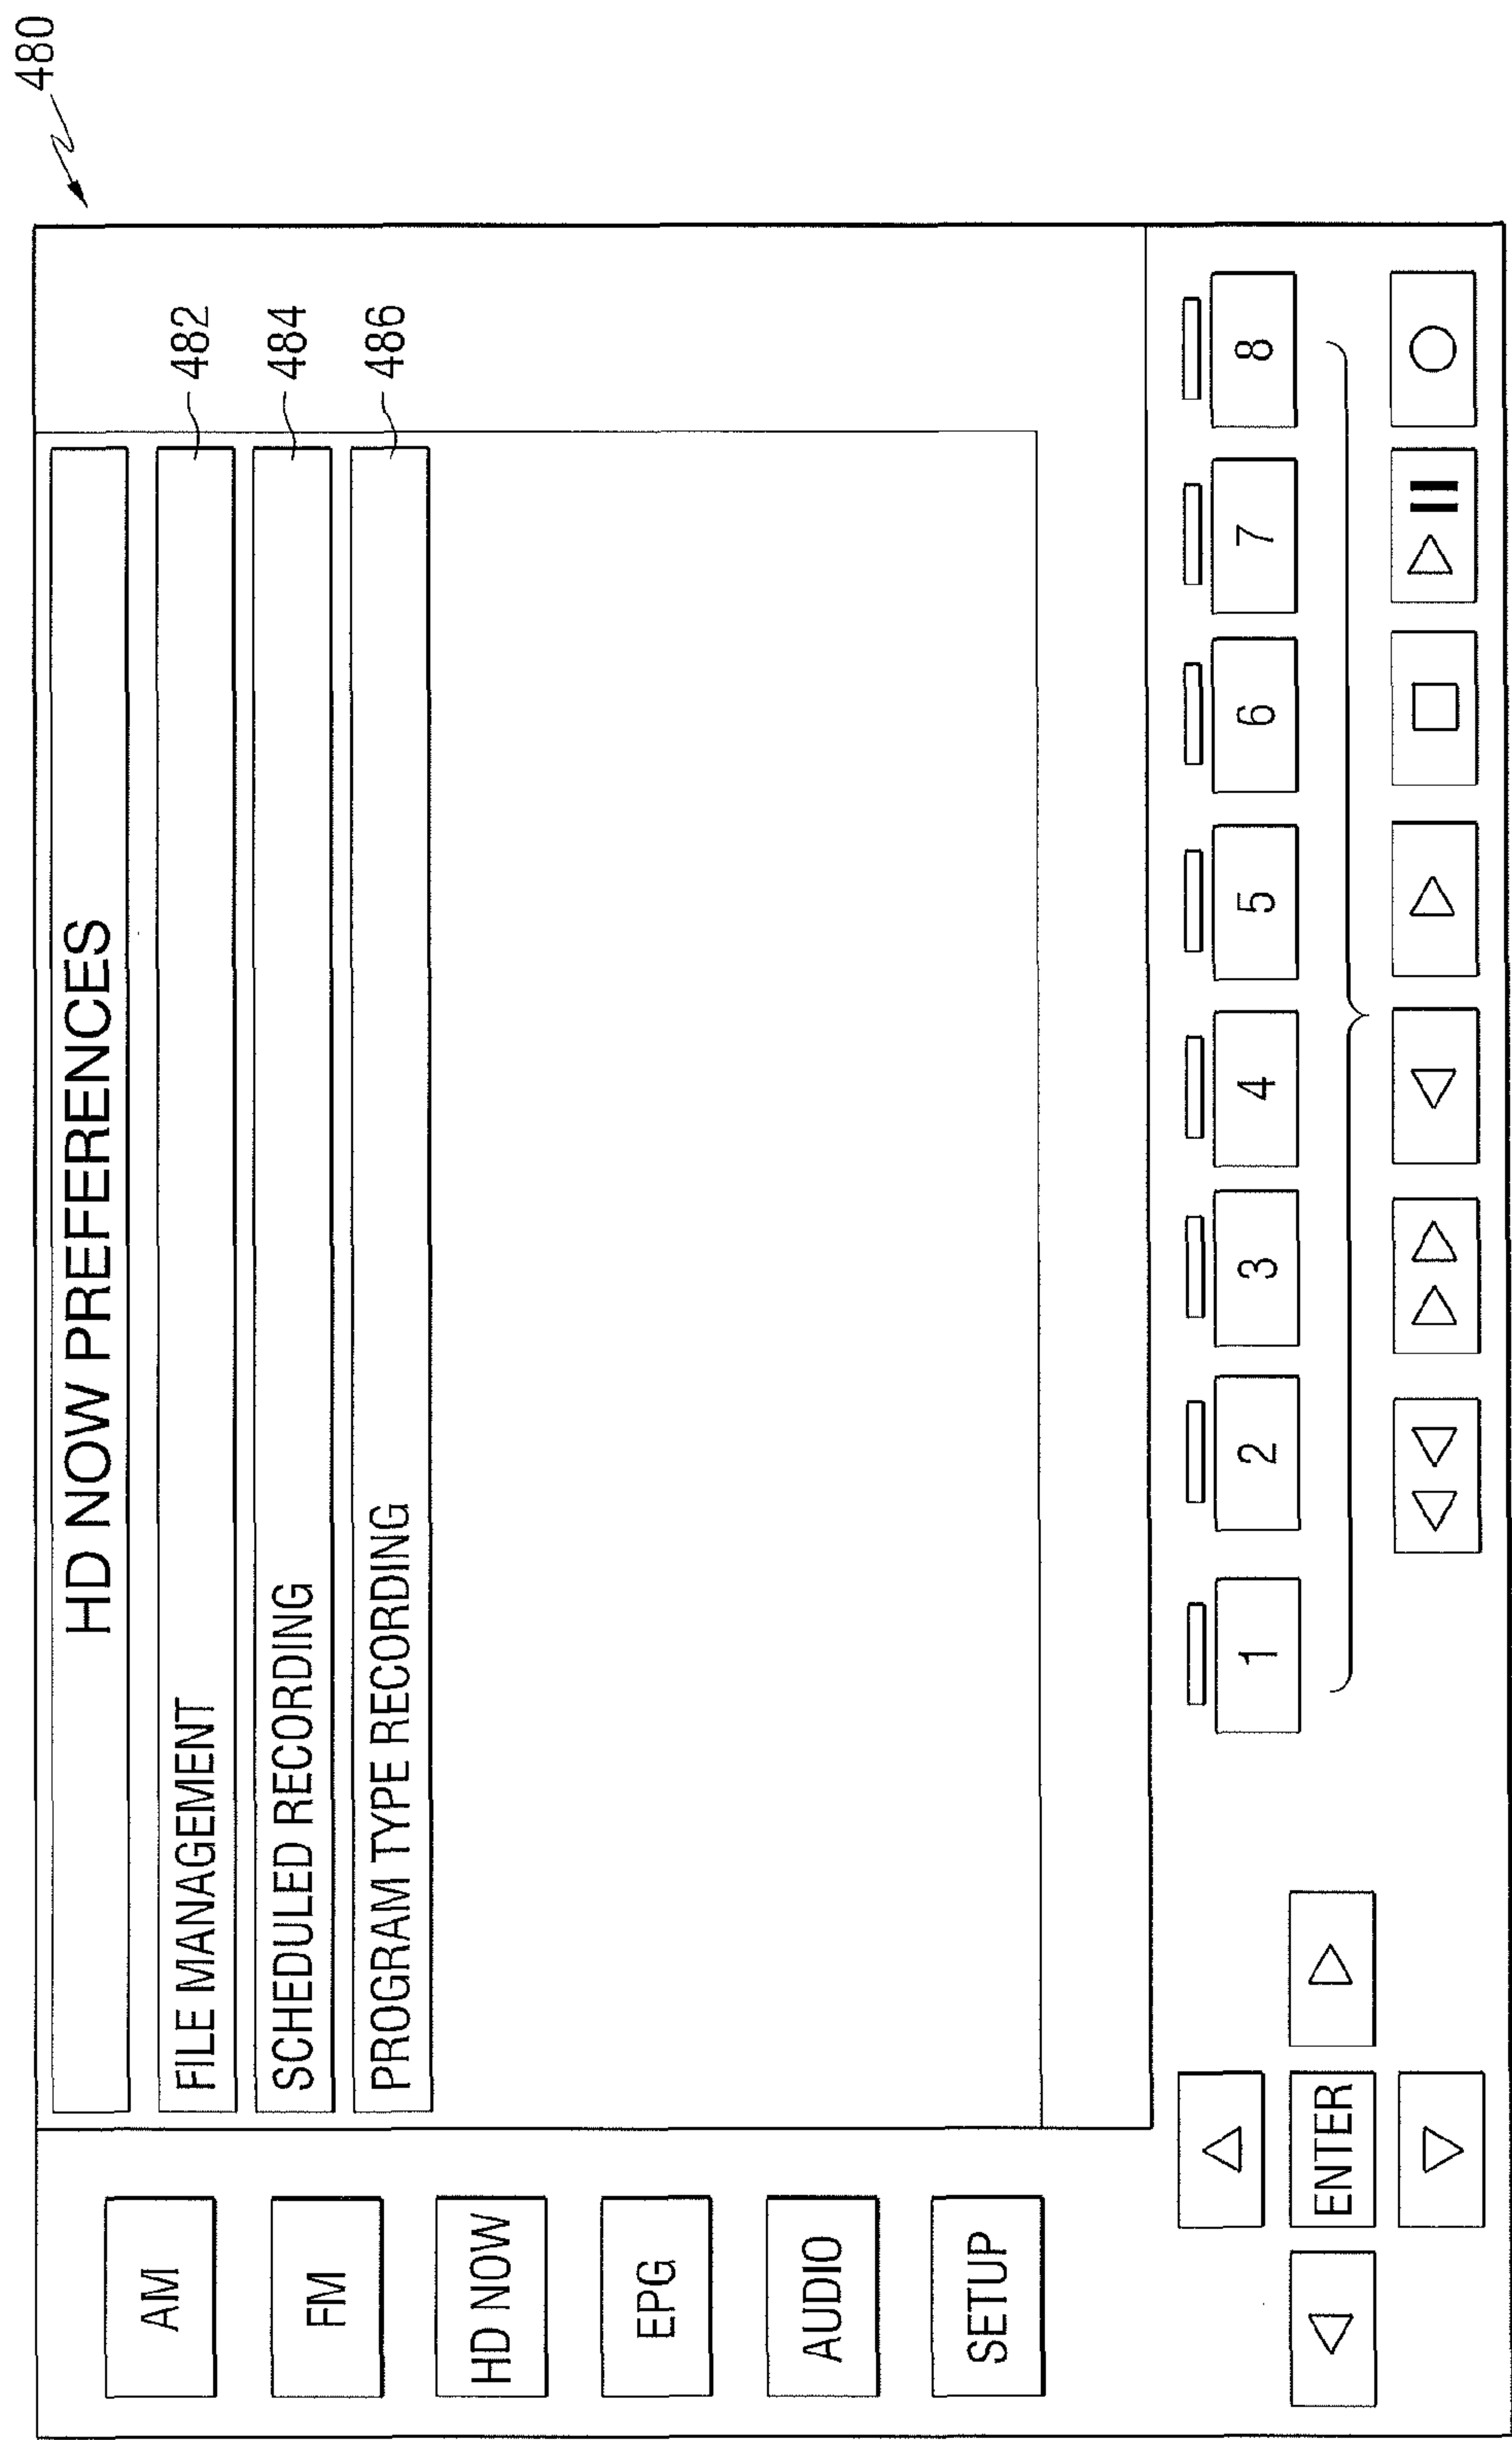 480
HD NOW PREFERENCES
FILE MANAGEMENT
482
SCHEDULED RECORDING
484
PROGRAM TYPE RECORDING
486
AM
FM
HD NOW
EPG
AUDIO
SETUP
1 2 3 4 5 6 7 8
ENTER